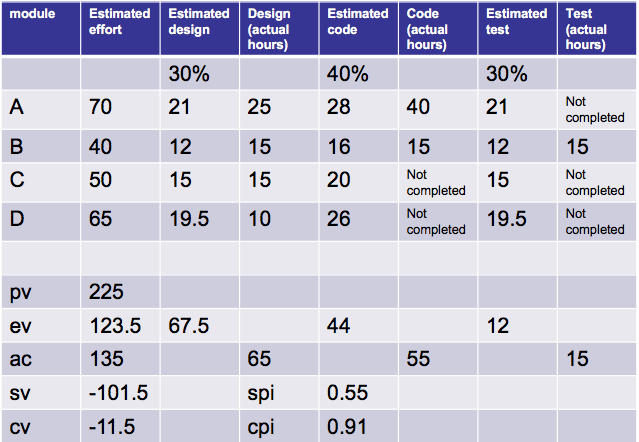 module Estimated effort Estimated design Design (actual hours) Estimated code Code (actual hours) Estimated test Test (actual hours)
30% 40% 30%
A 70 21 25 28 40 21 Not completed
B 40 12 15 16 15 12 15
C 50 15 15 20 Not completed 15 Not completed
D 65 19.5 10 26 Not completed 19.5 Not completed
pv 225
ev 123.5 67.5 44 12
ac 135 65 55 15
sv -101.5 spi 0.55
cv -11.5 cpi 0.91